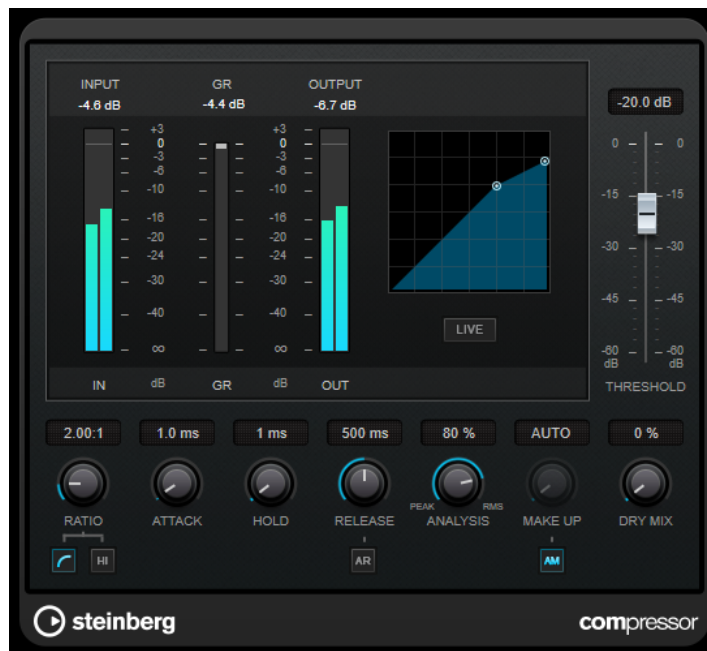 INPUT GR OUTPUT
-4.6 dB -4.4 dB -6.7 dB -20.0 dB
+3 +3
0 0 0 0
-3 -3
-6 -6
-10 -10
-15 -15
-16 -16
-20 -20
-24 -24
-30 -30
-30 -30
-40 -40
-45 -45
LIVE
∞ ∞
-60 -60
dB dB
IN dB GR dB OUT
THRESHOLD
2.00:1 1.0 ms 1 ms 500 ms 80 % AUTO 0 %
PEAK RMS
RATIO ATTACK HOLD RELEASE ANALYSIS MAKE UP DRY MIX
HI AR AM
steinberg compressor